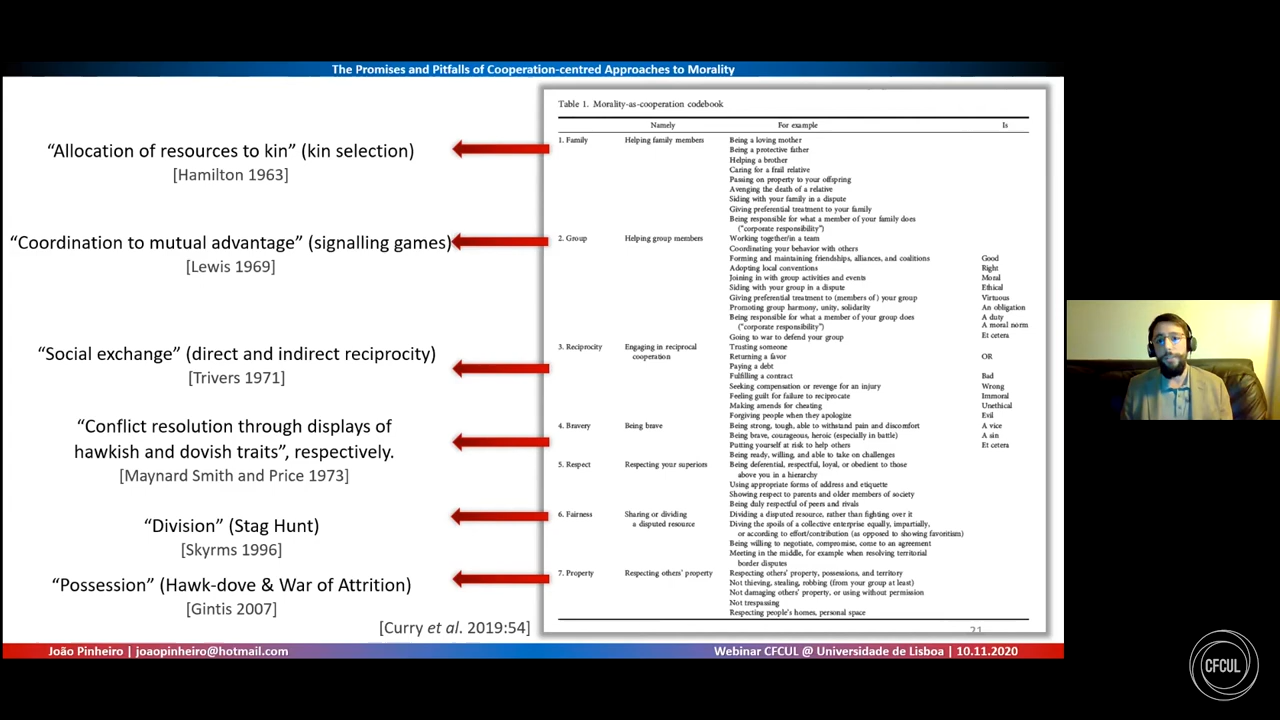 The Promises and Pitfalls of Cooperation-centred Approaches to Morality
“Allocation of resources to kin” (kin selection)
[Hamilton 1963]
“Coordination to mutual advantage” (signalling games)
[Lewis 1969]
“Social exchange” (direct and indirect reciprocity)
[Trivers 1971]
“Conflict resolution through displays of
hawkish and dovish traits”, respectively.
[Maynard Smith and Price 1973]
“Division” (Stag Hunt)
[Skyrms 1996]
“Possession” (Hawk-dove & War of Attrition)
[Gintis 2007]
[Curry et al. 2019:54]
Table 1. Morality-as-cooperation codebook
Namely For example Is
1. Family Helping family members Being a loving mother
Being a protective father
Helping a brother
Caring for a frail relative
Passing on property to your offspring
Avenging the death of a relative
Siding with your family in a dispute
Giving preferential treatment to your family
Being responsible for what a member of your family does
("corporate responsibility")
2. Group Helping group members Working together/in a team
Coordinating your behavior with others
Forming and maintaining friendships, alliances, and coalitions Good
Adopting local conventions Right
Joining in with group activities and events Moral
Siding with your group in a dispute Ethical
Giving preferential treatment to (members of) your group Virtuous
Promoting group harmony, unity, solidarity An obligation
Being responsible for what a member of your group does A duty
("corporate responsibility") A moral norm
Going to war to defend your group Et cetera
3. Reciprocity Engaging in reciprocal Trusting someone
cooperation Returning a favor OR
Paying a debt
Fulfilling a contract Bad
Seeking compensation or revenge for an injury Wrong
Feeling guilt for failure to reciprocate Immoral
Making amends for cheating Unethical
Forgiving people when they apologize Evil
4. Bravery Being brave Being strong, tough, able to withstand pain and discomfort A vice
Being brave, courageous, heroic (especially in battle) A sin
Putting yourself at risk to help others Et cetera
Being ready, willing, and able to take on challenges
5. Respect Respecting your superiors Being deferential, respectful, loyal, or obedient to those
above you in a hierarchy
Using appropriate forms of address and etiquette
Showing respect to parents and older members of society
Being duly respectful of peers and rivals
6. Fairness Sharing or dividing Dividing a disputed resource, rather than fighting over it
a disputed resource Diving the spoils of a collective enterprise equally, impartially,
or according to effort/contribution (as opposed to showing favoritism)
Being willing to negotiate, compromise, come to an agreement
Meeting in the middle, for example when resolving territorial
border disputes
7. Property Respecting others' property Respecting others' property, possessions, and territory
Not thieving, stealing, robbing (from your group at least)
Not damaging others' property, or using without permission
Not trespassing
Respecting people's homes, personal space
21
João Pinheiro | joaopinheiro@hotmail.com
Webinar CFCUL @ Universidade de Lisboa | 10.11.2020
CFCUL